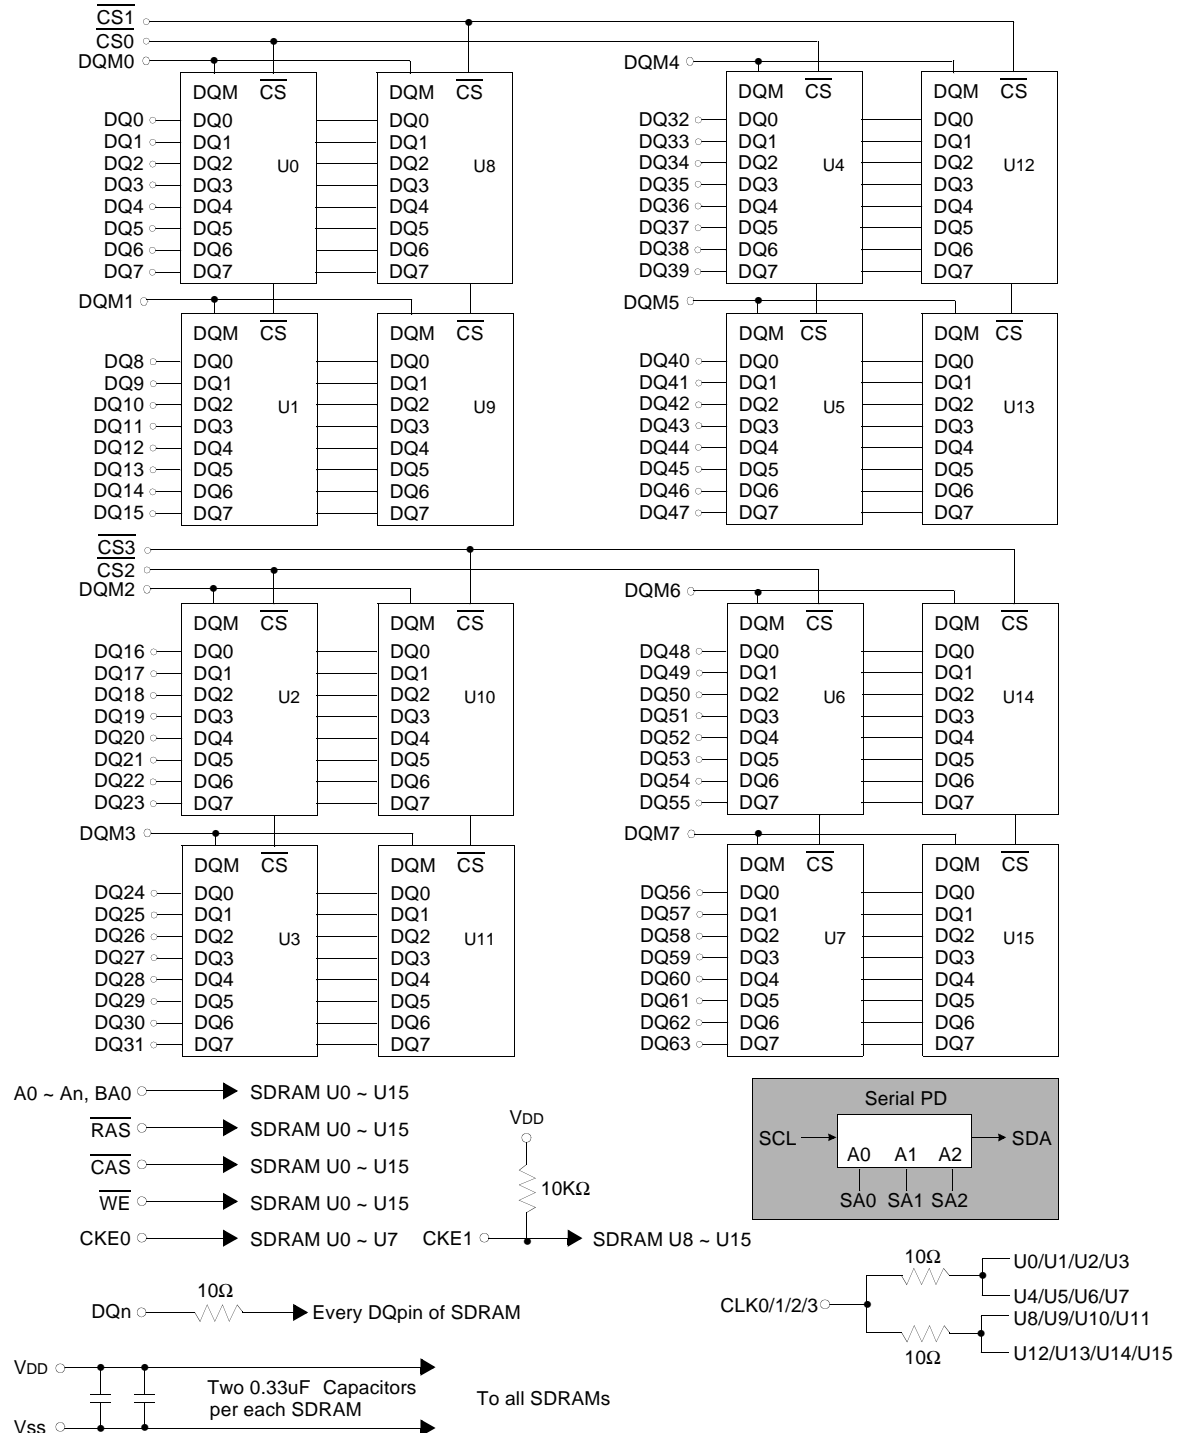 CS1
CS0
DQM0
DQM CS DQM CS
DQ0 DQ0 DQ0
DQ1 DQ1 DQ1
DQ2 DQ2 U0 DQ2 U8
DQ3 DQ3 DQ3
DQ4 DQ4 DQ4
DQ5 DQ5 DQ5
DQ6 DQ6 DQ6
DQ7 DQ7 DQ7
DQM4
DQM CS DQM CS
DQ32 DQ0 DQ0
DQ33 DQ1 DQ1
DQ34 DQ2 U4 DQ2 U12
DQ35 DQ3 DQ3
DQ36 DQ4 DQ4
DQ37 DQ5 DQ5
DQ38 DQ6 DQ6
DQ39 DQ7 DQ7
DQM1
DQM CS DQM CS
DQ8 DQ0 DQ0
DQ9 DQ1 DQ1
DQ10 DQ2 U1 DQ2 U9
DQ11 DQ3 DQ3
DQ12 DQ4 DQ4
DQ13 DQ5 DQ5
DQ14 DQ6 DQ6
DQ15 DQ7 DQ7
DQM5
DQM CS DQM CS
DQ40 DQ0 DQ0
DQ41 DQ1 DQ1
DQ42 DQ2 U5 DQ2 U13
DQ43 DQ3 DQ3
DQ44 DQ4 DQ4
DQ45 DQ5 DQ5
DQ46 DQ6 DQ6
DQ47 DQ7 DQ7
CS3
CS2
DQM2
DQM CS DQM CS
DQ16 DQ0 DQ0
DQ17 DQ1 DQ1
DQ18 DQ2 U2 DQ2 U10
DQ19 DQ3 DQ3
DQ20 DQ4 DQ4
DQ21 DQ5 DQ5
DQ22 DQ6 DQ6
DQ23 DQ7 DQ7
DQM6
DQM CS DQM CS
DQ48 DQ0 DQ0
DQ49 DQ1 DQ1
DQ50 DQ2 U6 DQ2 U14
DQ51 DQ3 DQ3
DQ52 DQ4 DQ4
DQ53 DQ5 DQ5
DQ54 DQ6 DQ6
DQ55 DQ7 DQ7
DQM3
DQM CS DQM CS
DQ24 DQ0 DQ0
DQ25 DQ1 DQ1
DQ26 DQ2 U3 DQ2 U11
DQ27 DQ3 DQ3
DQ28 DQ4 DQ4
DQ29 DQ5 DQ5
DQ30 DQ6 DQ6
DQ31 DQ7 DQ7
DQM7
DQM CS DQM CS
DQ56 DQ0 DQ0
DQ57 DQ1 DQ1
DQ58 DQ2 U7 DQ2 U15
DQ59 DQ3 DQ3
DQ60 DQ4 DQ4
DQ61 DQ5 DQ5
DQ62 DQ6 DQ6
DQ63 DQ7 DQ7
A0 ~ An, BA0 SDRAM U0 ~ U15
RAS SDRAM U0 ~ U15
CAS SDRAM U0 ~ U15
WE SDRAM U0 ~ U15
CKE0 SDRAM U0 ~ U7
VDD
10KΩ
CKE1 SDRAM U8 ~ U15
Serial PD
SCL SDA
A0 A1 A2
SA0 SA1 SA2
10Ω
DQn Every DQpin of SDRAM
10Ω
U0/U1/U2/U3
U4/U5/U6/U7
CLK0/1/2/3
U8/U9/U10/U11
10Ω
U12/U13/U14/U15
VDD
Two 0.33uF Capacitors
per each SDRAM
To all SDRAMs
Vss